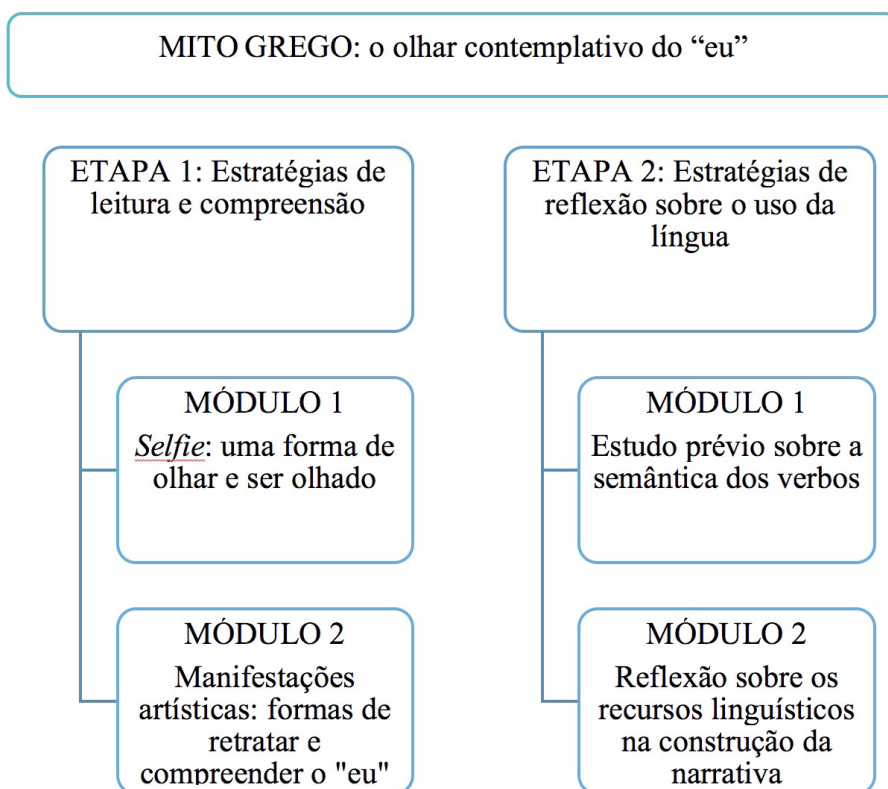 MITO GREGO: o olhar contemplativo do “eu”
ETAPA 1: Estratégias de
leitura e compreensão
MÓDULO 1
Selfie: uma forma de
olhar e ser olhado
MÓDULO 2
Manifestações
artísticas: formas de
retratar e
compreender o "eu"
ETAPA 2: Estratégias de
reflexão sobre o uso da
língua
MÓDULO 1
Estudo prévio sobre a
semântica dos verbos
MÓDULO 2
Reflexão sobre os
recursos linguísticos
na construção da
narrativa